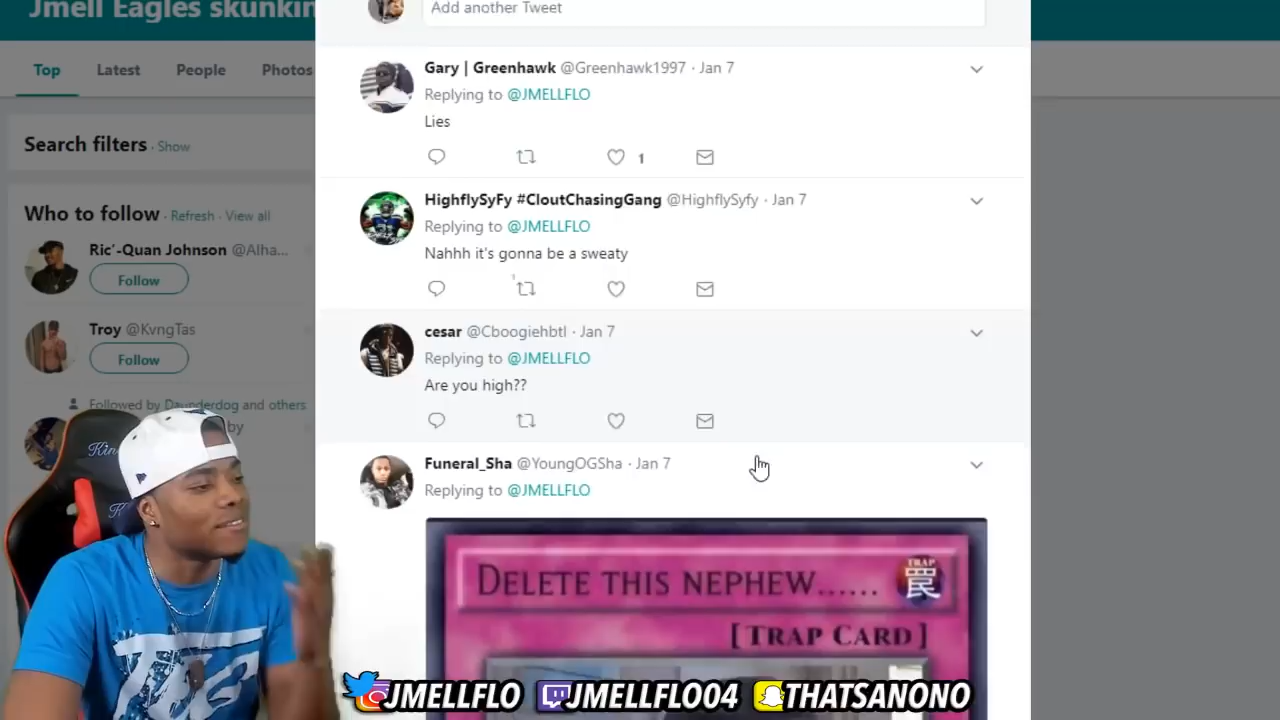 Jmell Eagles skunkin
Add another Tweet
Top Latest People Photos
Search filters · Show
Who to follow · Refresh · View all
Ric'-Quan Johnson @Alha...
Follow
Troy @KvngTas
Follow
Followed by Daunderdog and others
by
Gary | Greenhawk @Greenhawk1997 · Jan 7
Replying to @JMELLFLO
Lies
1
HighflySyFy #CloutChasingGang @HighflySyfy · Jan 7
Replying to @JMELLFLO
Nahhh it's gonna be a sweaty
cesar @Cboogiehbtl · Jan 7
Replying to @JMELLFLO
Are you high??
Funeral_Sha @YoungOGSha · Jan 7
Replying to @JMELLFLO
DELETE THIS NEPHEW......
TRAP
罠
[TRAP CARD]
JMELLFLO JMELLFLO04 THATSANONO